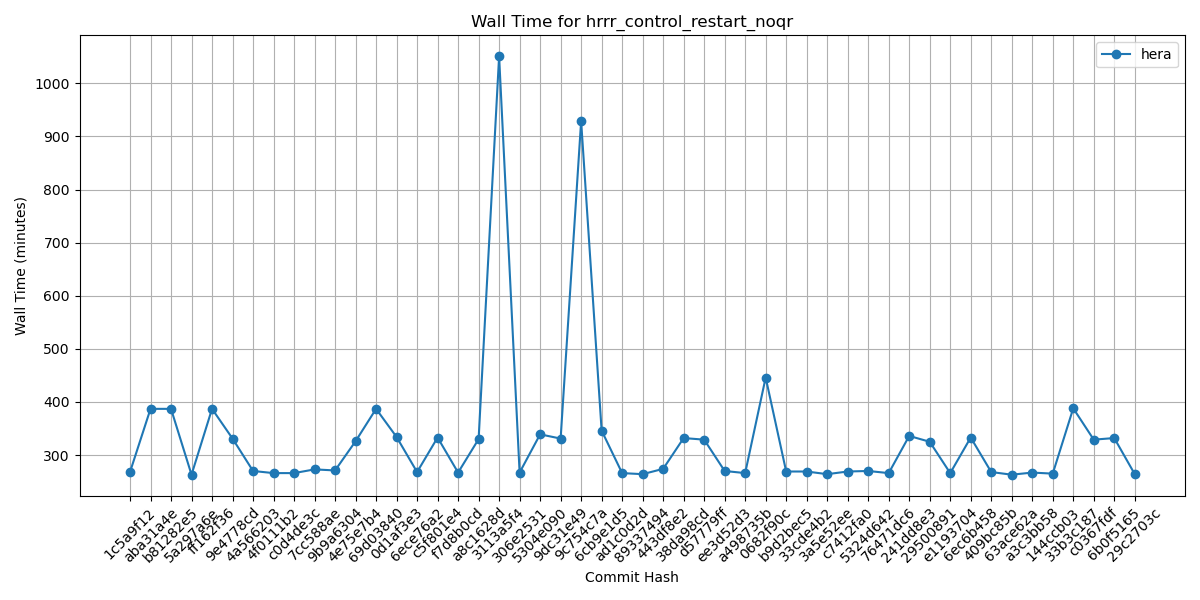 Wall Time for hrrr_control_restart_noqr
hera
Wall Time (minutes)
1000
900
800
700
600
500
400
300
1c5a9f12
aba31a4e
b81282e5
5a297a6e
ff162f36
9e4778cd
4a566203
4f0111b2
c0d4de3c
7cc588ae
9b9a6304
4e75e7b4
69d03840
0d1af3e3
6ece76a2
c5f801e4
f7d8b0cd
a8c1628d
3113a5f4
306e2531
5304e090
9dc31e49
9c754c7a
6cb9e1d5
ad1c0d2d
89337494
443df8e2
38da98cd
d57779ff
ee3d52d3
a498735b
0682f90c
b9d2bec5
33cde4b2
3a5e52ee
c7412fa0
5324d642
76471dc6
241dd8e3
29500891
e1193704
6ec6b458
409bc85b
63ace62a
a3c3bb58
144ccb03
33b3c187
c0367fdf
6b0f5165
29c2703c
Commit Hash